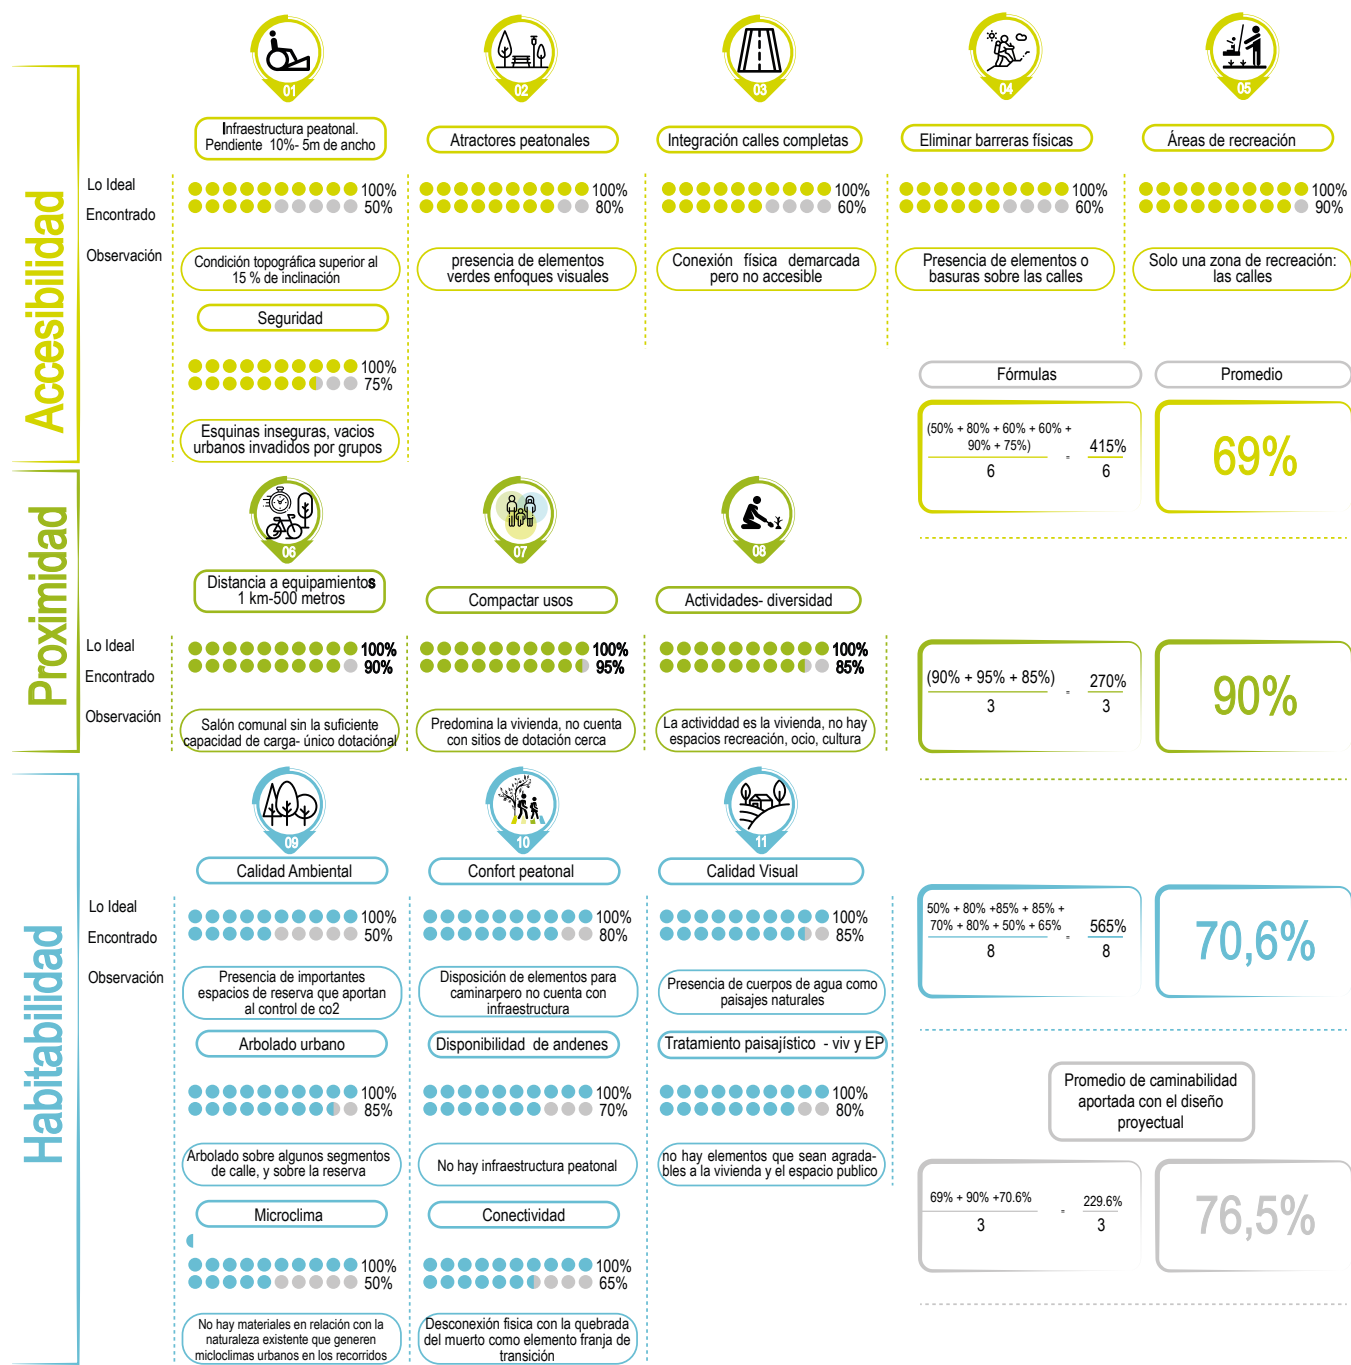 Accesibilidad
01
02
03
04
05
Infraestructura peatonal.
Pendiente 10%- 5m de ancho
Atractores peatonales
Integración calles completas
Eliminar barreras físicas
Áreas de recreación
Lo Ideal
100%
100%
100%
100%
100%
Encontrado
50%
80%
60%
60%
90%
Observación
Condición topográfica superior al
15 % de inclinación
presencia de elementos
verdes enfoques visuales
Conexión física demarcada
pero no accesible
Presencia de elementos o
basuras sobre las calles
Solo una zona de recreación:
las calles
Seguridad
100%
75%
Esquinas inseguras, vacios
urbanos invadidos por grupos
Fórmulas
Promedio
(50% + 80% + 60% + 60% +
90% + 75%)
6
=
415%
6
69%
Proximidad
06
07
08
Distancia a equipamientos
1 km-500 metros
Compactar usos
Actividades- diversidad
Lo Ideal
100%
100%
100%
Encontrado
90%
95%
85%
Observación
Salón comunal sin la suficiente
capacidad de carga- único dotaciónal
Predomina la vivienda, no cuenta
con sitios de dotación cerca
La actividdad es la vivienda, no hay
espacios recreación, ocio, cultura
(90% + 95% + 85%)
3
=
270%
3
90%
Habitabilidad
09
10
11
Calidad Ambiental
Confort peatonal
Calidad Visual
Lo Ideal
100%
100%
100%
Encontrado
50%
80%
85%
Observación
Presencia de importantes
espacios de reserva que aportan
al control de co2
Disposición de elementos para
caminarpero no cuenta con
infraestructura
Presencia de cuerpos de agua como
paisajes naturales
Arbolado urbano
Disponibilidad de andenes
Tratamiento paisajístico - viv y EP
100%
100%
100%
85%
70%
80%
Arbolado sobre algunos segmentos
de calle, y sobre la reserva
No hay infraestructura peatonal
no hay elementos que sean agrada-
bles a la vivienda y el espacio publico
Microclima
Conectividad
100%
100%
50%
65%
No hay materiales en relación con la
naturaleza existente que generen
micloclimas urbanos en los recorridos
Desconexión fisica con la quebrada
del muerto como elemento franja de
transición
50% + 80% +85% + 85% +
70% + 80% + 50% + 65%
8
=
565%
8
70,6%
Promedio de caminabilidad
aportada con el diseño
proyectual
69% + 90% +70.6%
3
=
229.6%
3
76,5%